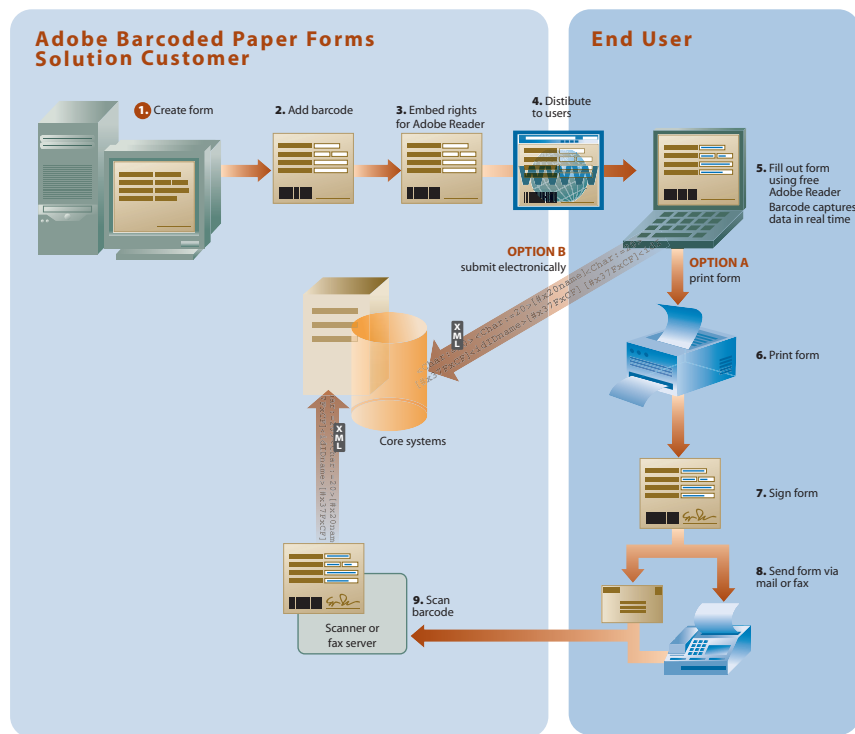 Adobe Barcoded Paper Forms
Solution Customer
End User
1. Create form
2. Add barcode
3. Embed rights
for Adobe Reader
4. Distibute
to users
WWW
5. Fill out form
using free
Adobe Reader
Barcode captures
data in real time
OPTION B
submit electronically
OPTION A
print form
XML
6. Print form
Core systems
XML
7. Sign form
8. Send form via
mail or fax
9. Scan
barcode
Scanner or
fax server